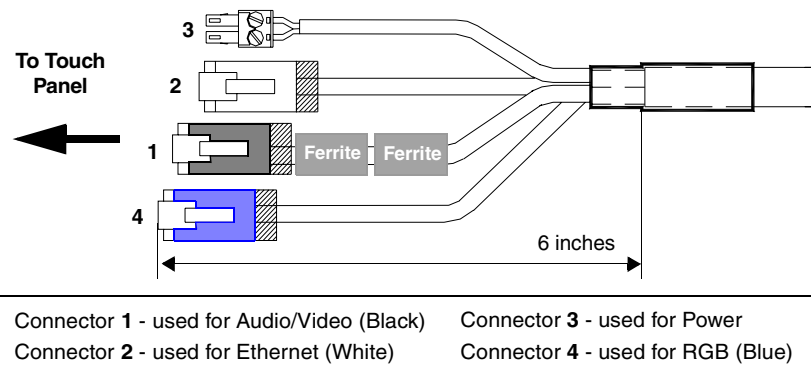 3
To Touch
Panel
2
1
Ferrite Ferrite
4
6 inches
Connector 1 - used for Audio/Video (Black)
Connector 3 - used for Power
Connector 2 - used for Ethernet (White)
Connector 4 - used for RGB (Blue)